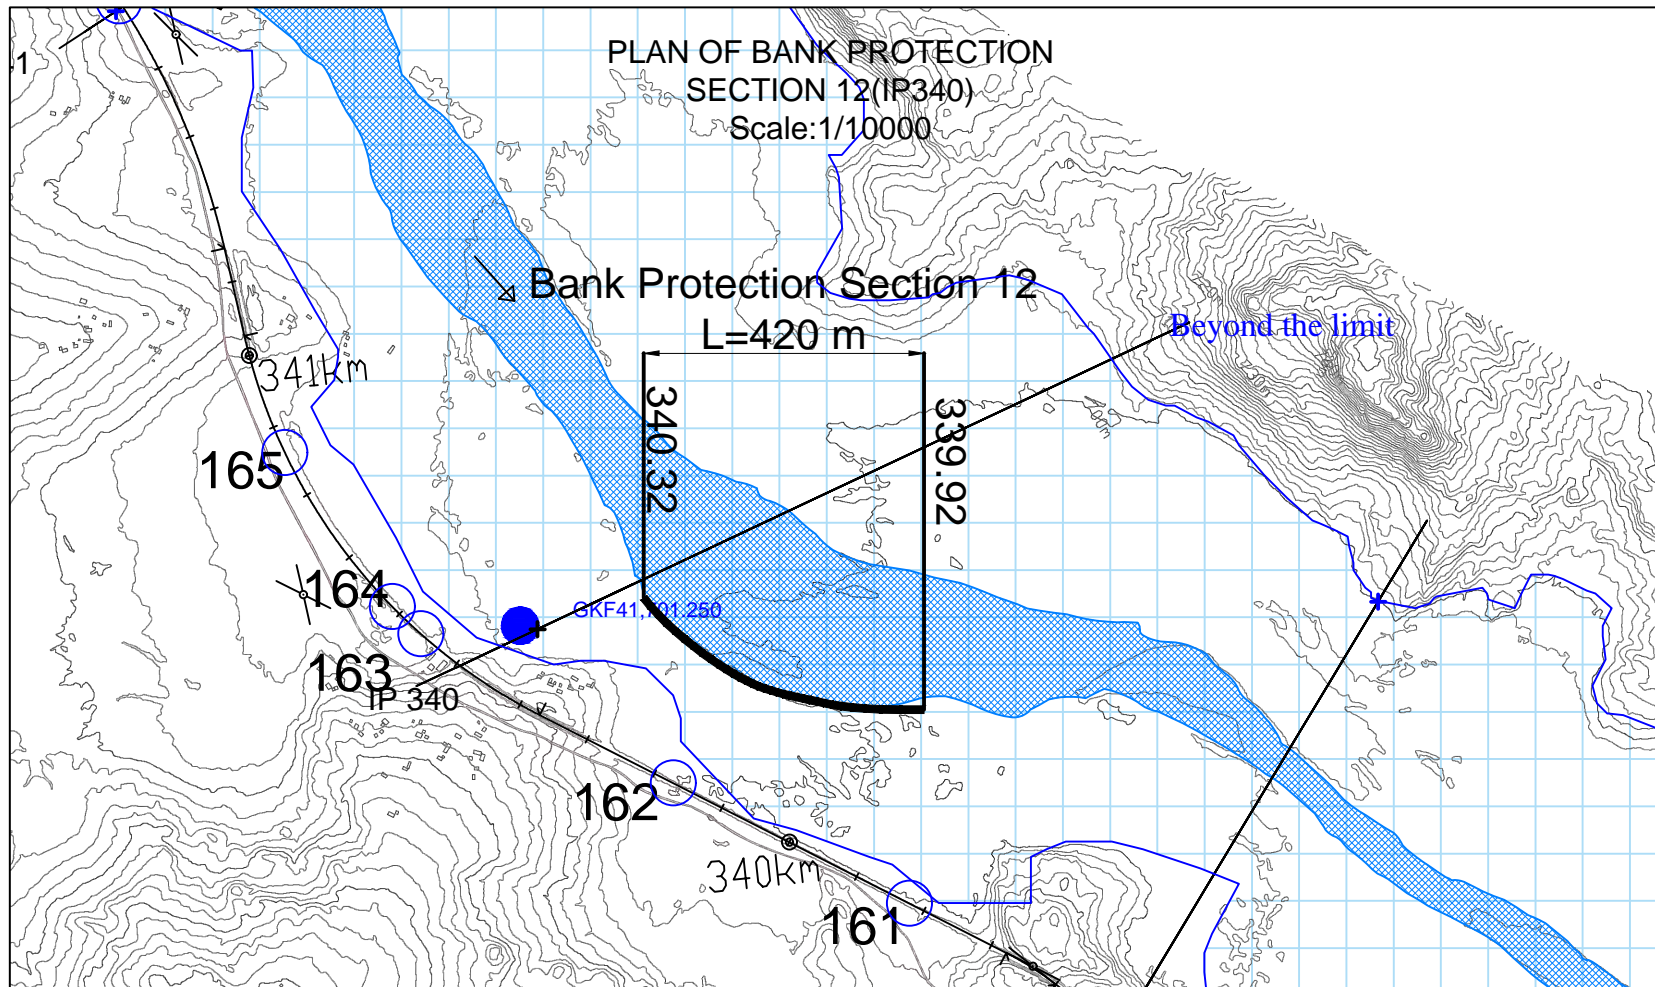 PLAN OF BANK PROTECTION
SECTION 12(IP340)
Scale:1/10000
Bank Protection Section 12
L=420 m
Beyond the limit
340.32
339.92
341km
165
164
GKF41,701.250
163
IP 340
162
340km
161